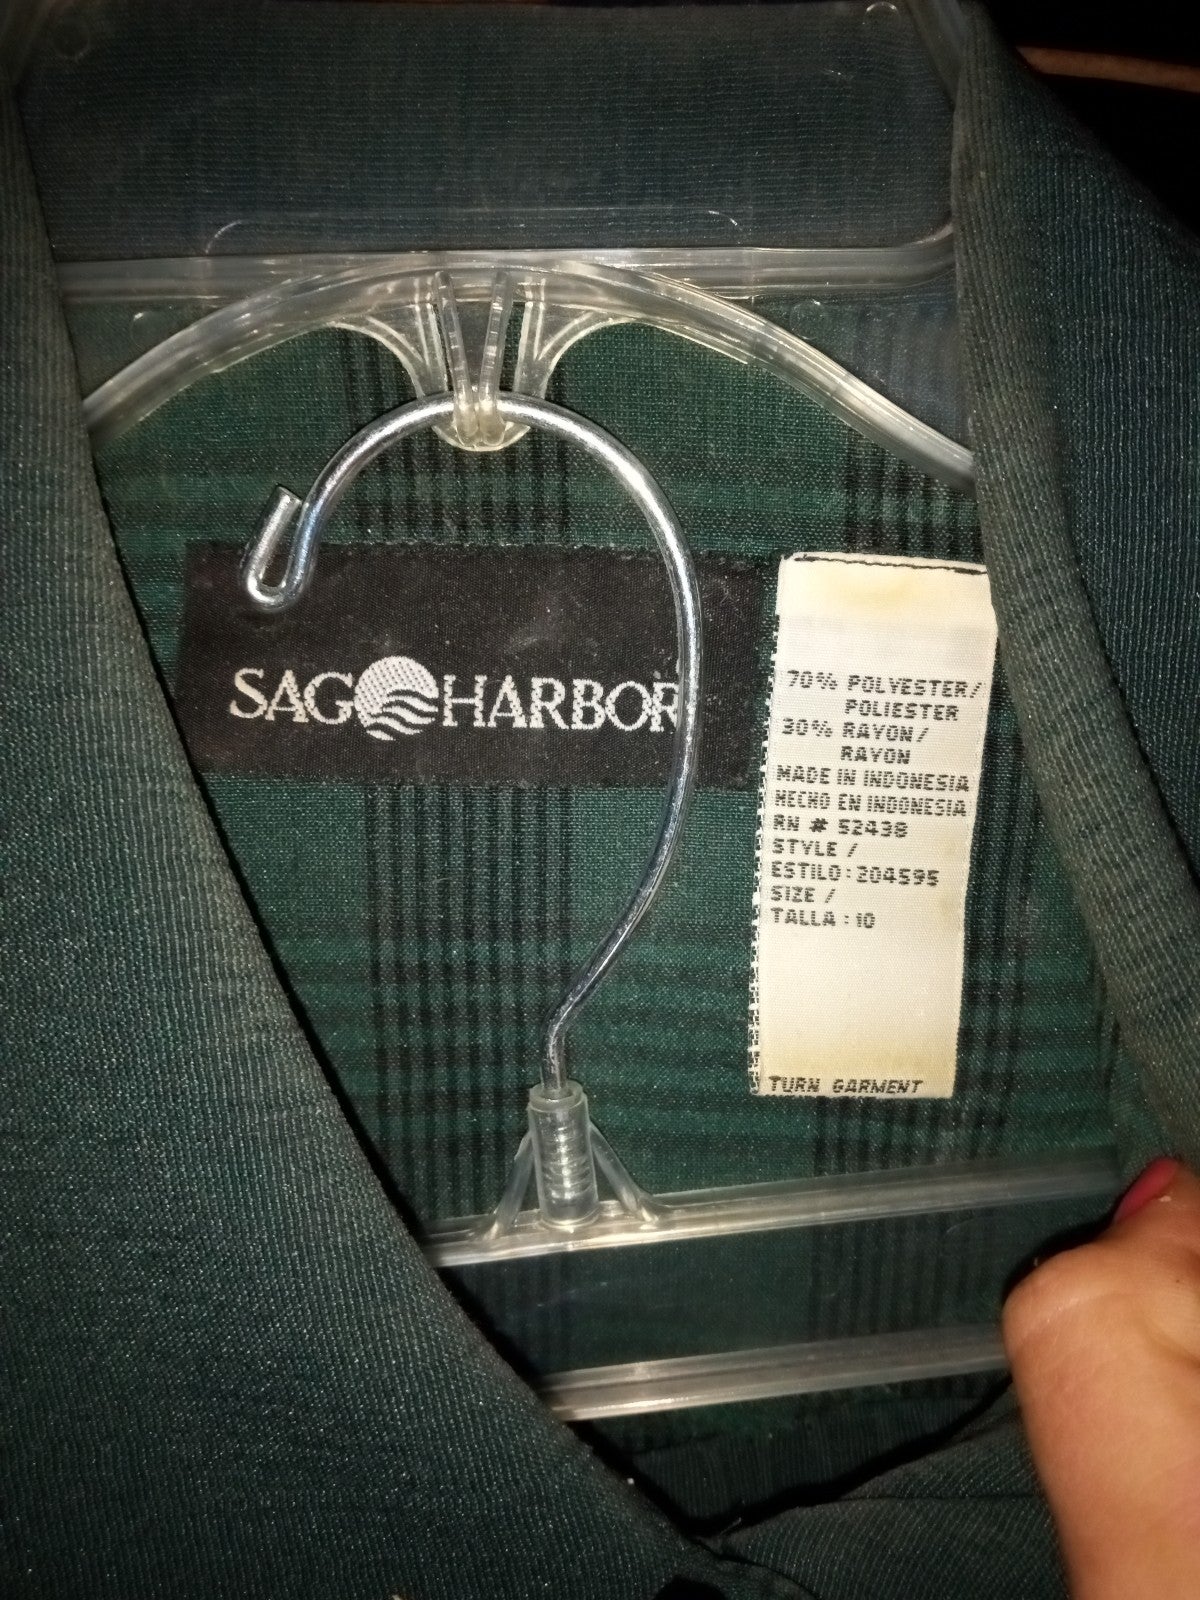 SAG HARBOR
70% POLYESTER/
POLIESTER
30% RAYON/
RAYON
MADE IN INDONESIA
HECHO EN INDONESIA
RN # 52438
STYLE /
ESTILO: 204595
SIZE /
TALLA : 10
TURN GARMENT